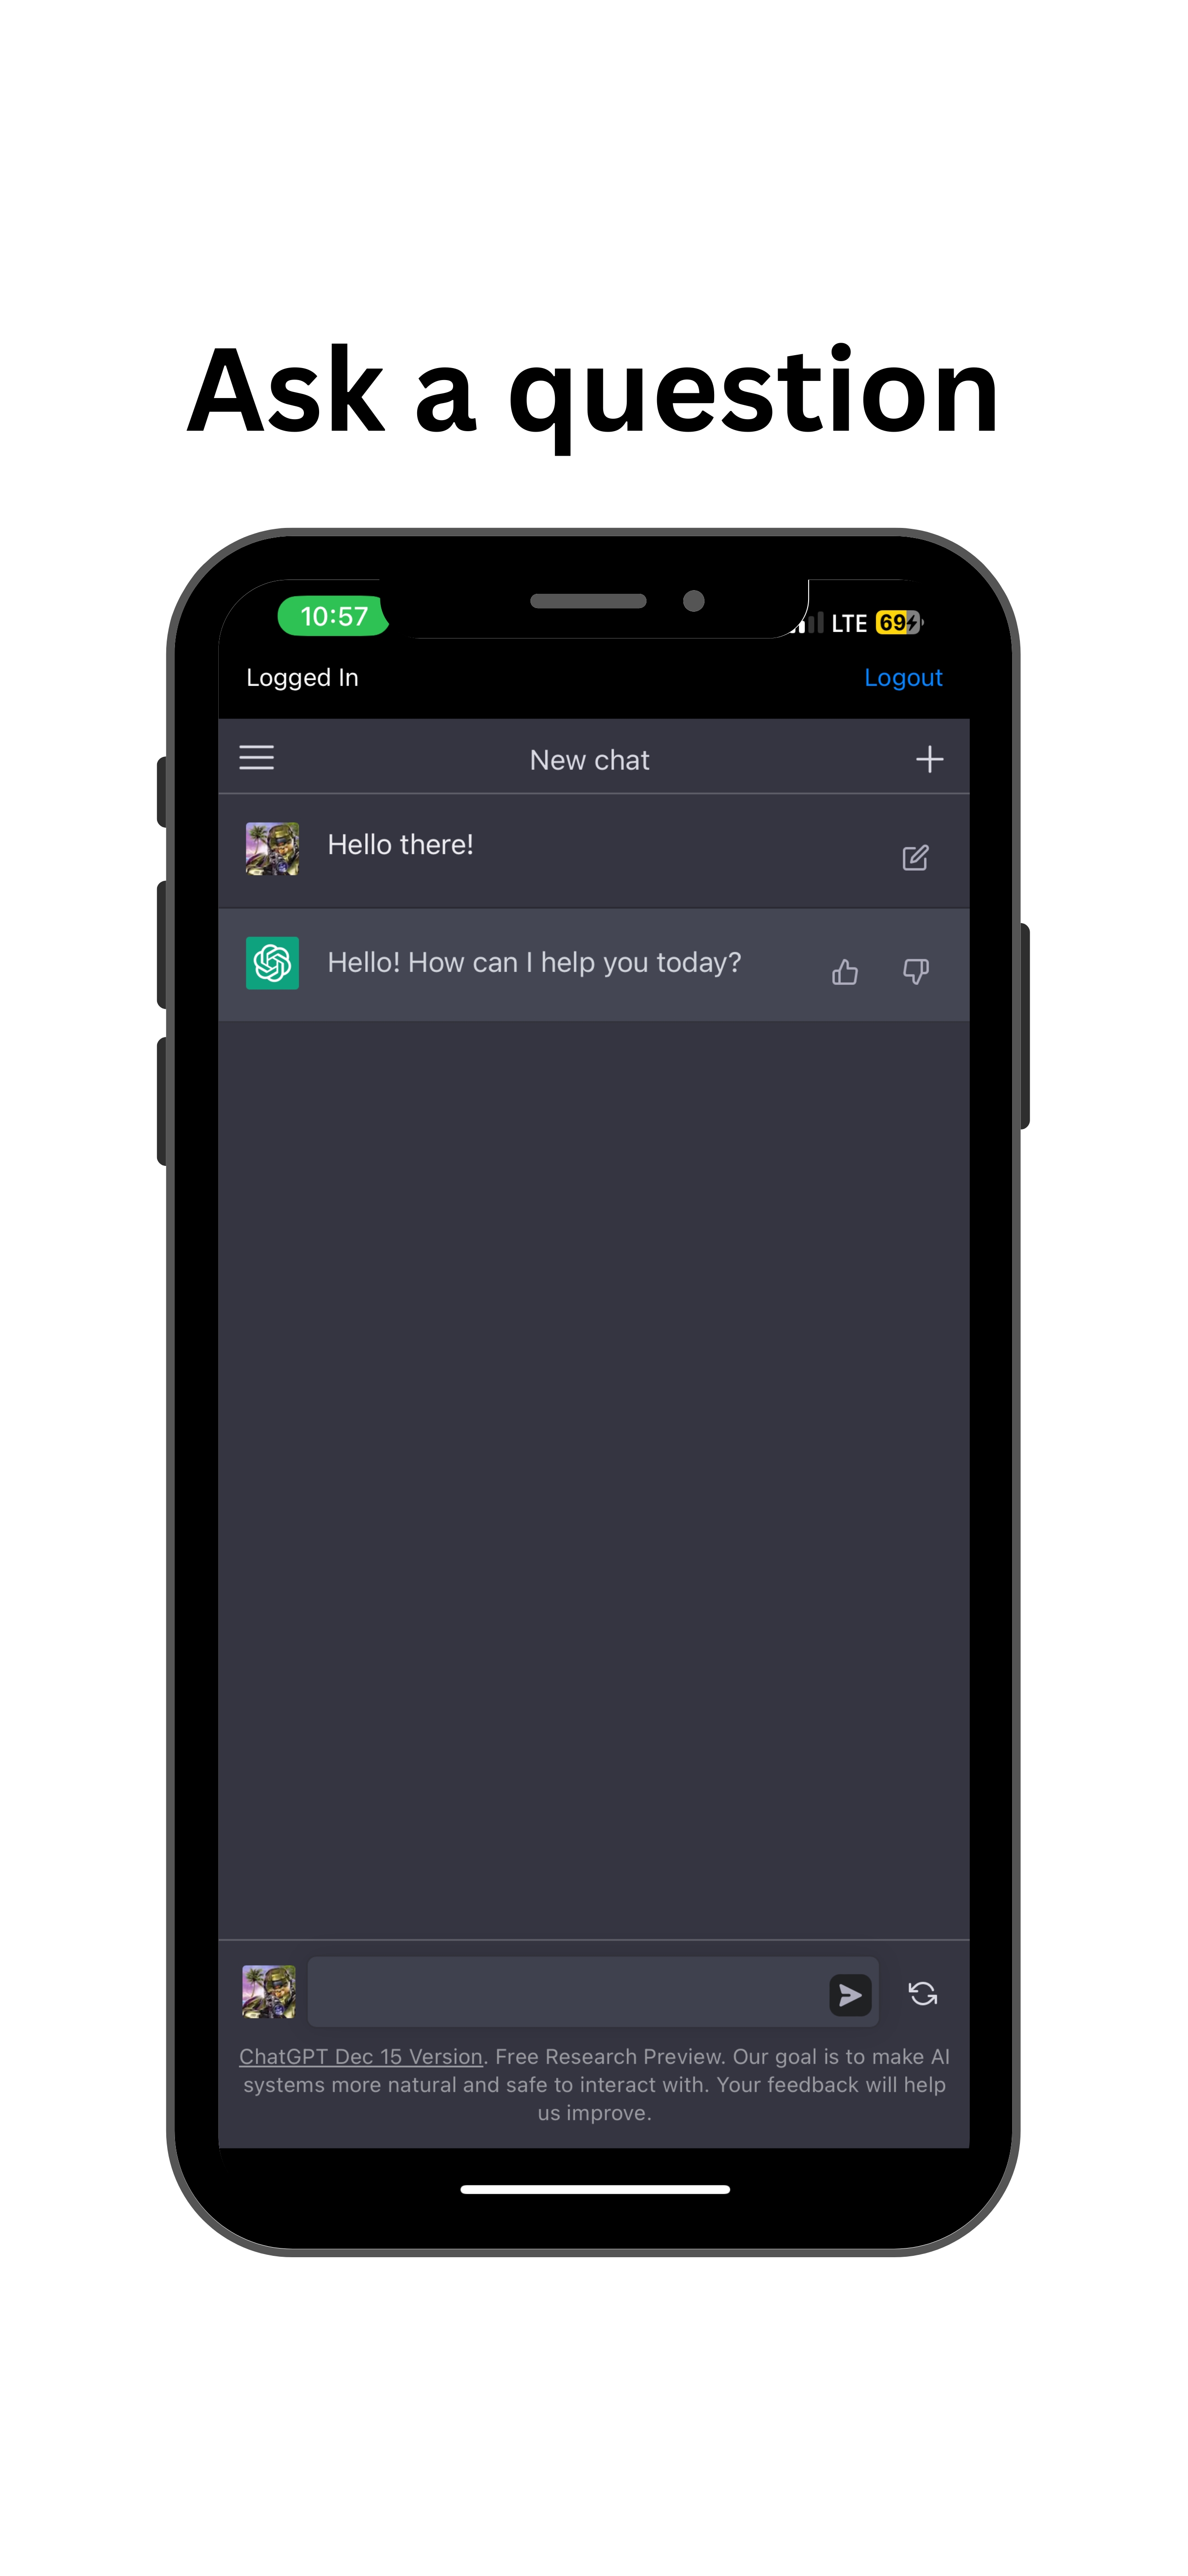 Ask a question
10:57
LTE 69
Logged In
Logout
New chat
Hello there!
Hello! How can I help you today?
ChatGPT Dec 15 Version. Free Research Preview. Our goal is to make AI
systems more natural and safe to interact with. Your feedback will help
us improve.